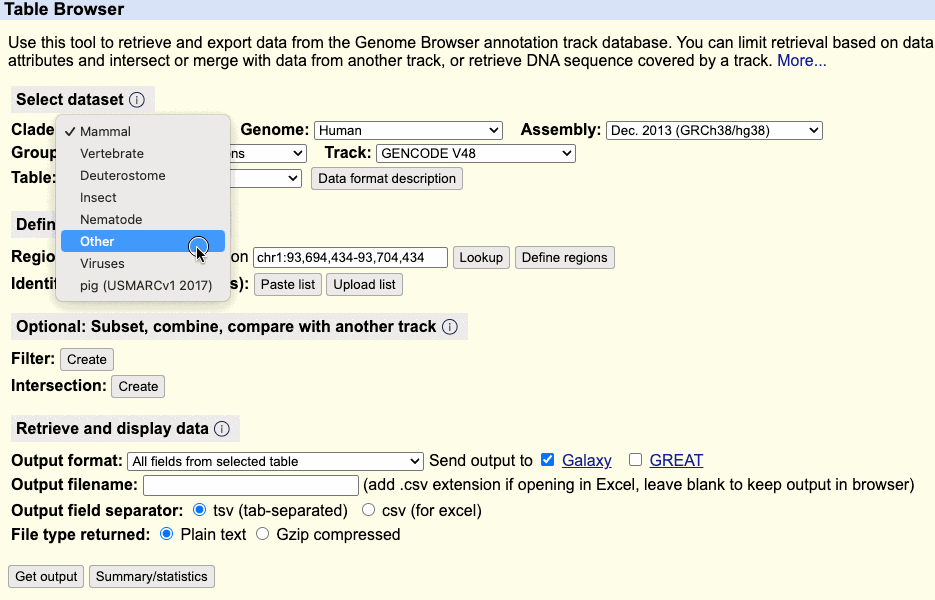 Table Browser
Use this tool to retrieve and export data from the Genome Browser annotation track database. You can limit retrieval based on data
attributes and intersect or merge with data from another track, or retrieve DNA sequence covered by a track. More...
Select dataset
Clade Genome: Human Assembly: Dec. 2013 (GRCh38/hg38)
Group ns Track: GENCODE V48
Table: Data format description
✓ Mammal
Vertebrate
Deuterostome
Insect
Nematode
Other
Viruses
pig (USMARCv1 2017)
Defin
Regio on chr1:93,694,434-93,704,434 Lookup Define regions
Identif s): Paste list Upload list
Optional: Subset, combine, compare with another track
Filter: Create
Intersection: Create
Retrieve and display data
Output format: All fields from selected table Send output to Galaxy GREAT
Output filename: (add .csv extension if opening in Excel, leave blank to keep output in browser)
Output field separator: tsv (tab-separated) csv (for excel)
File type returned: Plain text Gzip compressed
Get output Summary/statistics